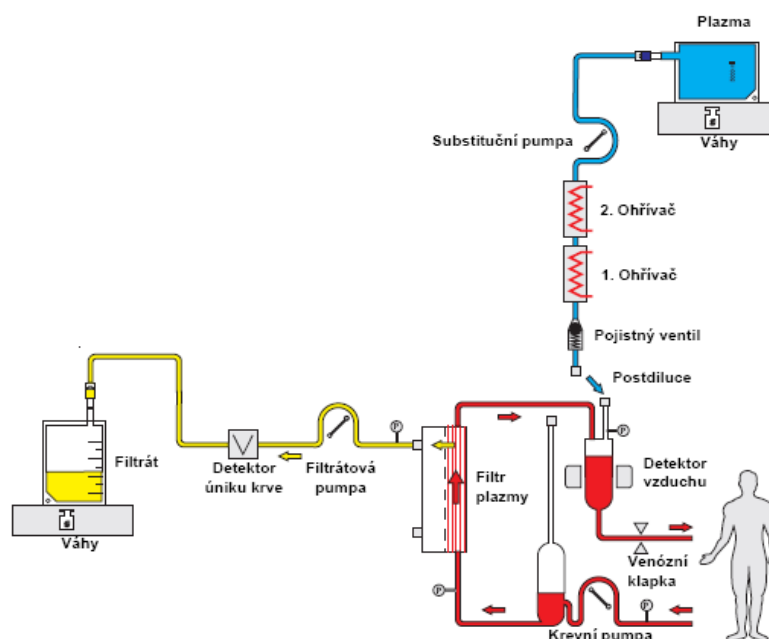 Plazma
Váhy
Substituční pumpa
2. Ohřívač
1. Ohřívač
Pojistný ventil
Postdiluce
P
P
Filtrát
Detektor
úniku krve
Filtrátová
pumpa
Filtr
plazmy
Detektor
vzduchu
Váhy
Venózní
klapka
P
P
Krevní pumpa